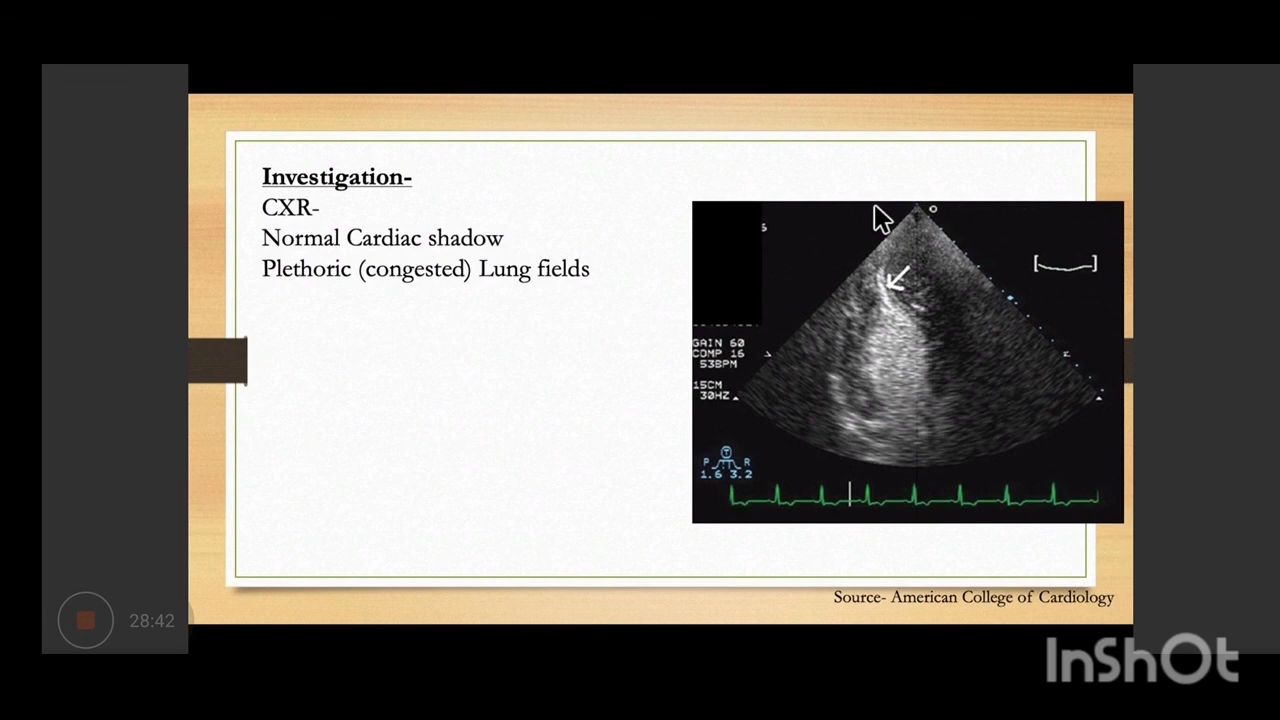 Investigation-
CXR-
Normal Cardiac shadow
Plethoric (congested) Lung fields
GAIN 60
COMP 16
53BPM
15CM
30HZ
P R
1.6 3.2
Source- American College of Cardiology
28:42
InShOt